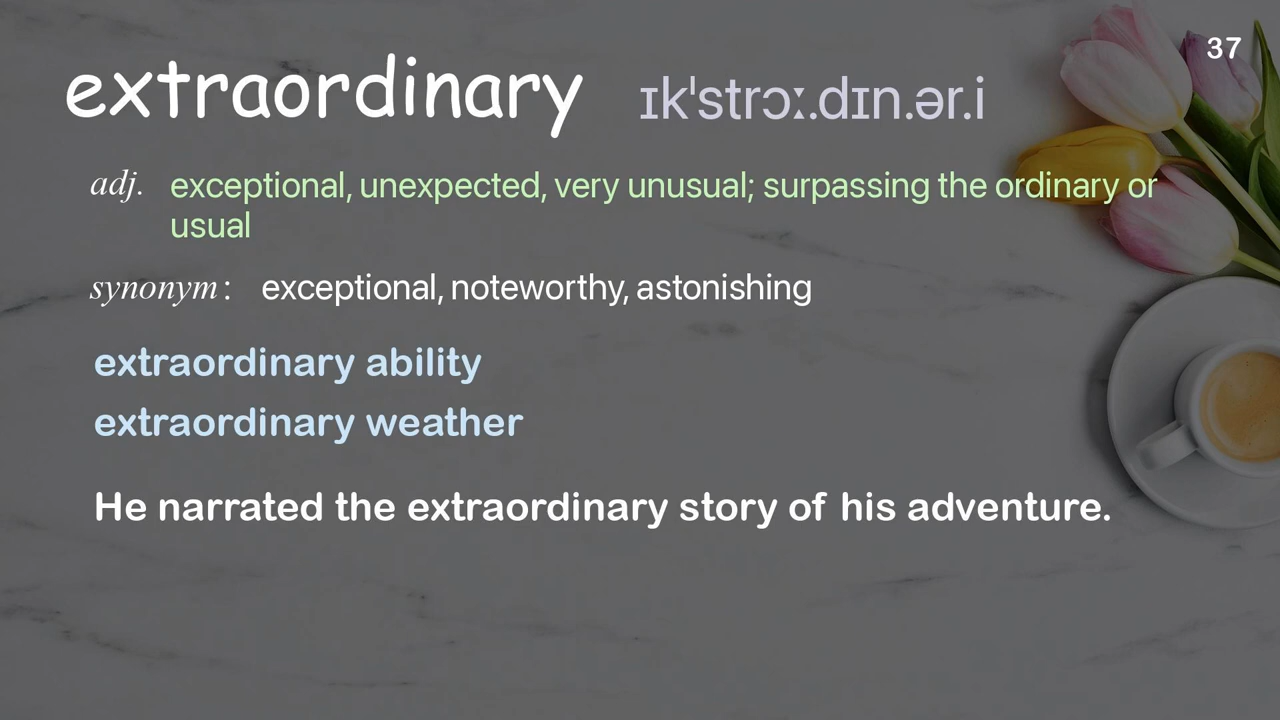 37
extraordinary ɪkˈstrɔː.dɪn.ər.i
adj. exceptional, unexpected, very unusual; surpassing the ordinary or
usual
synonym : exceptional, noteworthy, astonishing
extraordinary ability
extraordinary weather
He narrated the extraordinary story of his adventure.